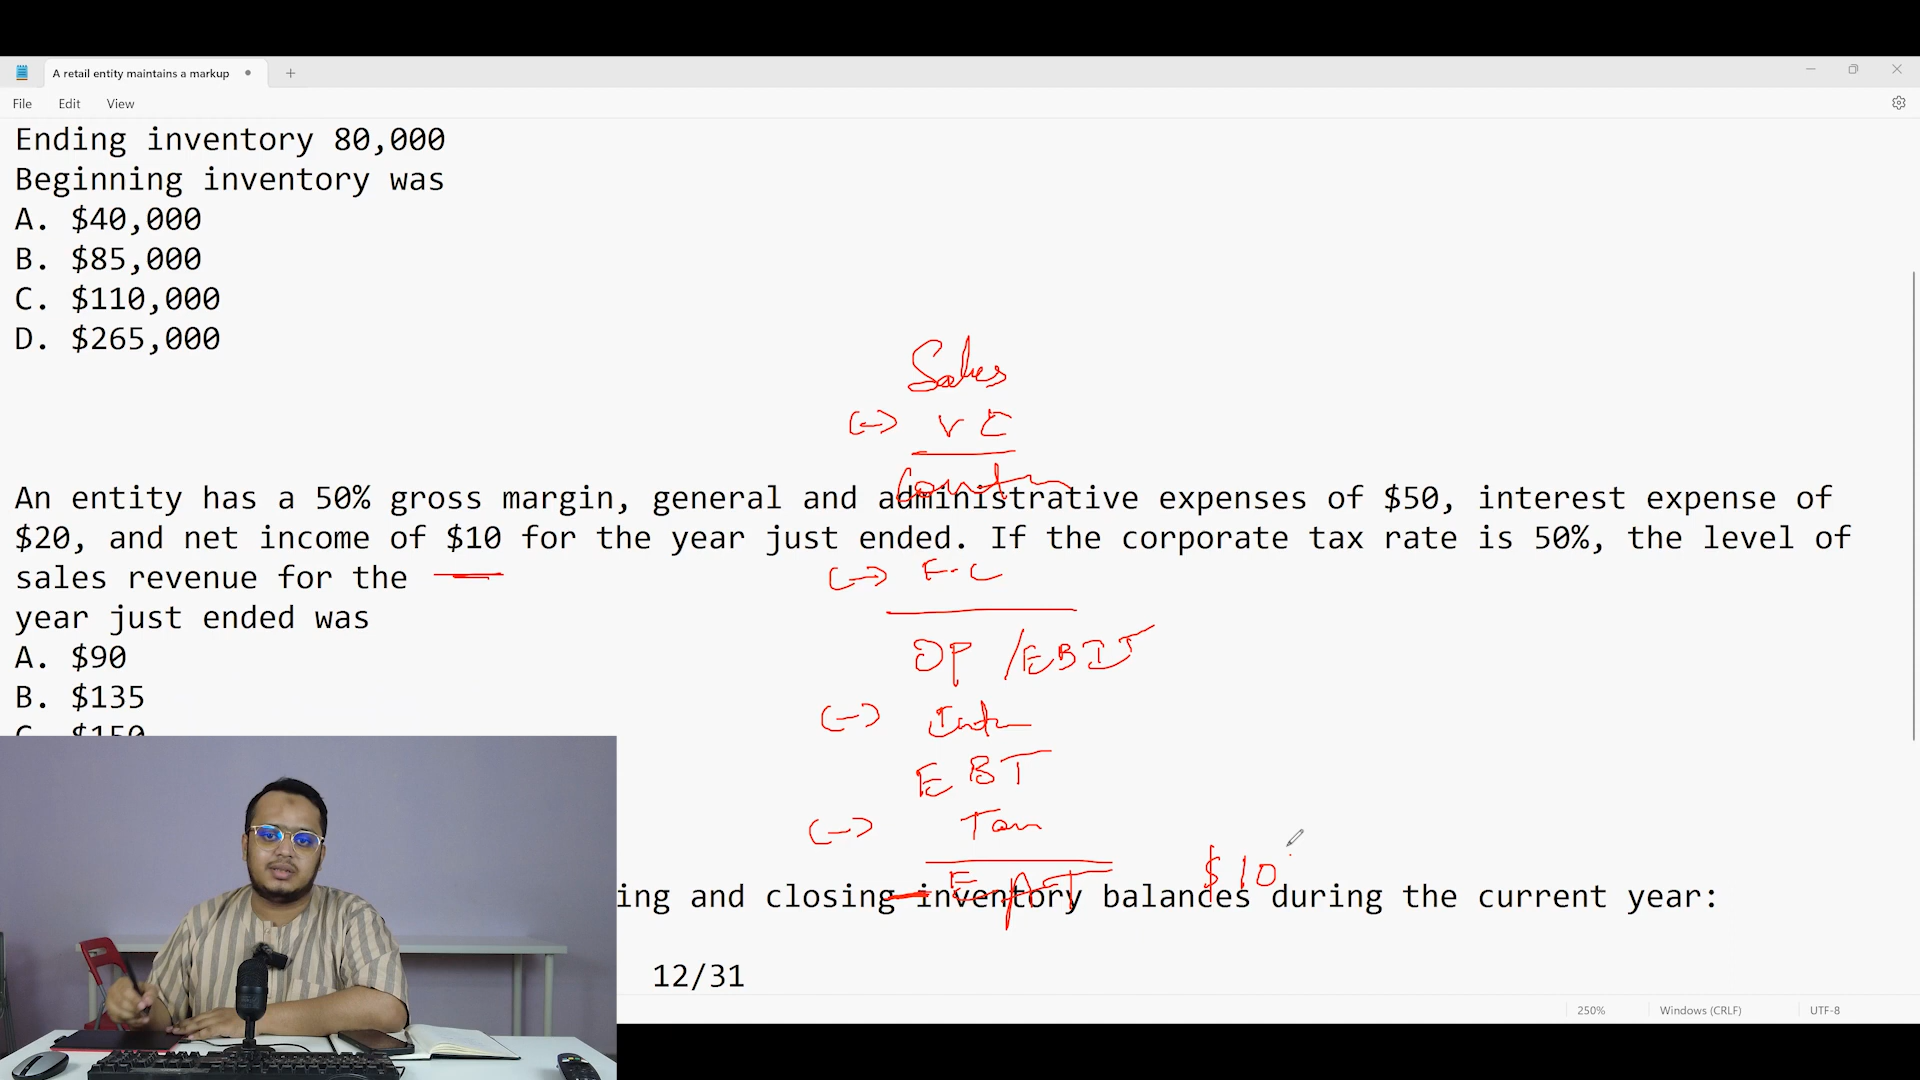 A retail entity maintains a markup
File Edit View
Ending inventory 80,000
Beginning inventory was
A. $40,000
B. $85,000
C. $110,000
D. $265,000
Sales
(-) VC
An entity has a 50% gross margin, general and administrative expenses of $50, interest expense of
$20, and net income of $10 for the year just ended. If the corporate tax rate is 50%, the level of
sales revenue for the
(-) F.C
year just ended was
OP /EBIT
A. $90
B. $135
(-)
C. $150
EBT
(-) Tax
$10
ing and closing inventory balances during the current year:
12/31
250% Windows (CRLF) UTF-8